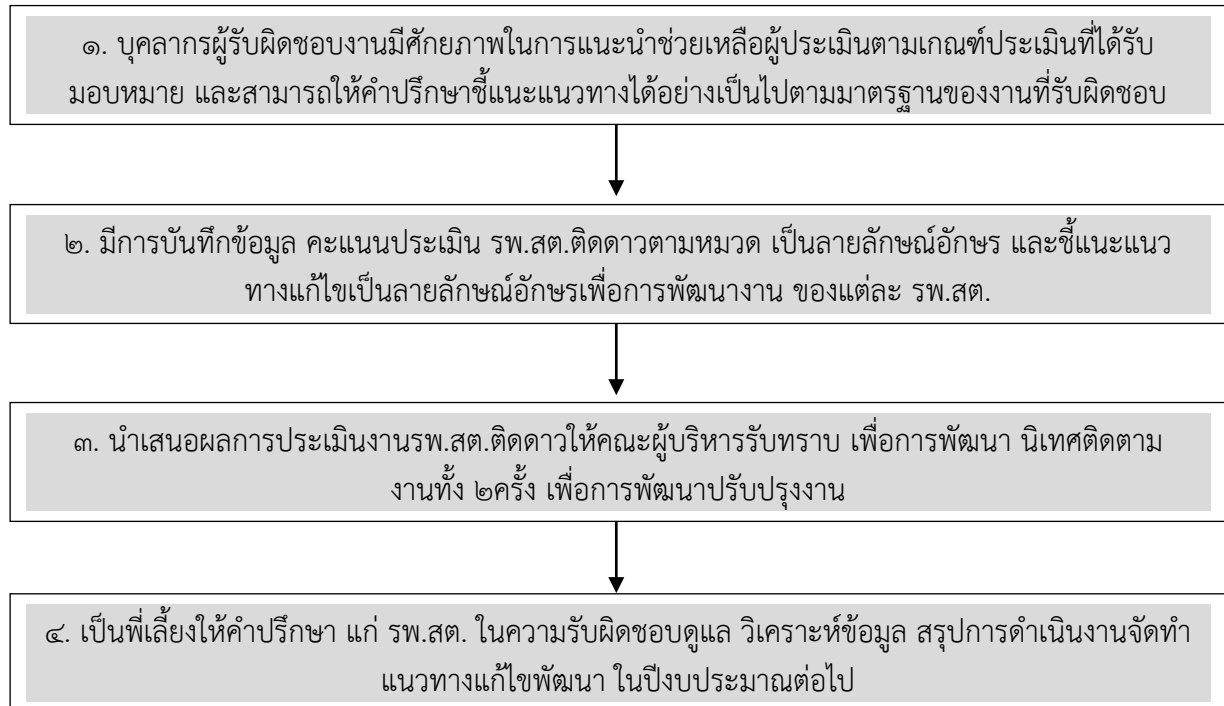 ๑. บุคลากรผู้รับผิดชอบงานมีศักยภาพในการแนะนำช่วยเหลือผู้ประเมินตามเกณฑ์ประเมินที่ได้รับ
มอบหมาย และสามารถให้คำปรึกษาชี้แนะแนวทางได้อย่างเป็นไปตามมาตรฐานของงานที่รับผิดชอบ
๒. มีการบันทึกข้อมูล คะแนนประเมิน รพ.สต.ติดดาวตามหมวด เป็นลายลักษณ์อักษร และชี้แนะแนว
ทางแก้ไขเป็นลายลักษณ์อักษรเพื่อการพัฒนางาน ของแต่ละ รพ.สต.
๓. นำเสนอผลการประเมินงานรพ.สต.ติดดาวให้คณะผู้บริหารรับทราบ เพื่อการพัฒนา นิเทศติดตาม
งานทั้ง ๒ครั้ง เพื่อการพัฒนาปรับปรุงงาน
๔. เป็นพี่เลี้ยงให้คำปรึกษา แก่ รพ.สต. ในความรับผิดชอบดูแล วิเคราะห์ข้อมูล สรุปการดำเนินงานจัดทำ
แนวทางแก้ไขพัฒนา ในปีงบประมาณต่อไป